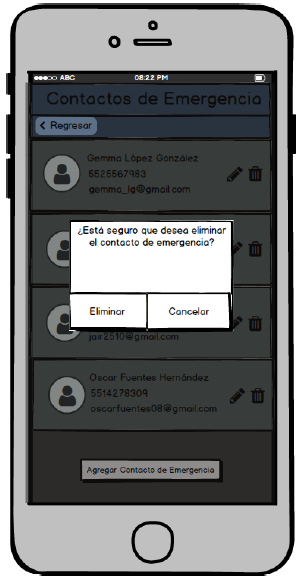 ABC 08:22 PM
Contactos de Emergencia
Regresar
Gemma López González
5525567983
gemma_lg@gmail.com
¿Está seguro que desea eliminar
el contacto de emergencia?
Eliminar Cancelar
jair2510@gmail.com
Oscar Fuentes Hernández
5514278309
oscarfuentes08@gmail.com
Agregar Contacto de Emergencia